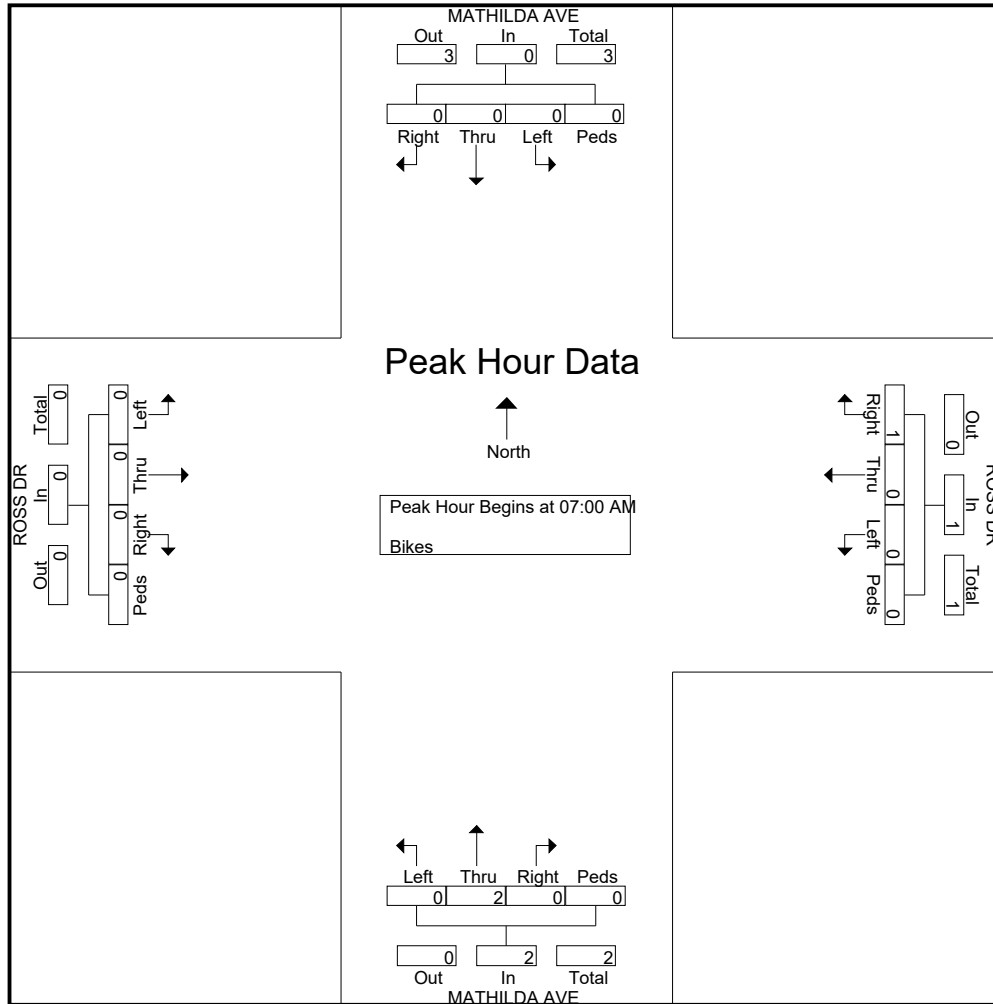 MATHILDA AVE
Out In Total
3 0 3
0 0 0 0
Right Thru Left Peds
Peak Hour Data
North
Peak Hour Begins at 07:00 AM
Bikes
ROSS DR
Out In Total
0 0 0
Left Thru Right Peds
0 0 0 0
ROSS DR
Out In Total
0 1 1
Right Thru Left Peds
1 0 0 0
Left Thru Right Peds
0 2 0 0
0 2 2
Out In Total
MATHILDA AVE